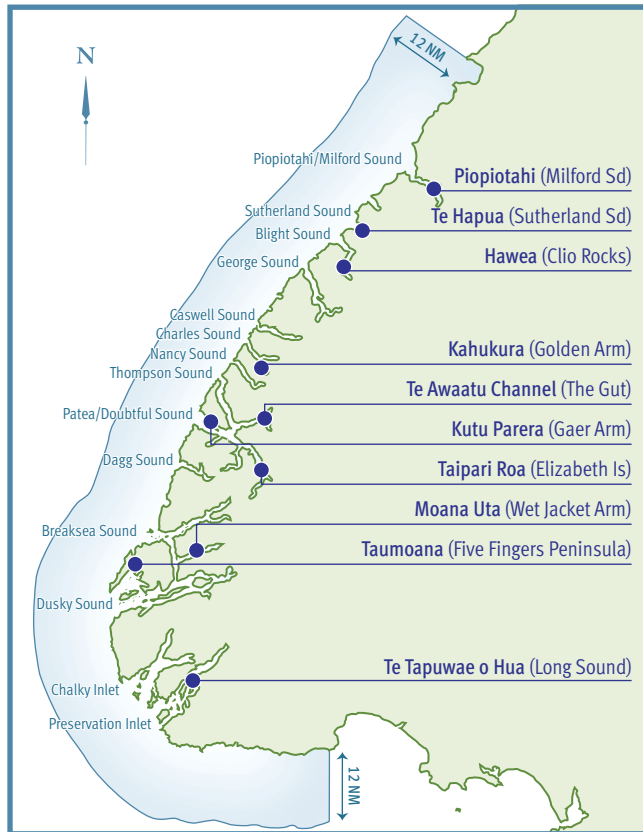 12 NM
N
Piopiotahi/Milford Sound
Piopiotahi (Milford Sd)
Sutherland Sound
Te Hapua (Sutherland Sd)
Blight Sound
George Sound
Hawea (Clio Rocks)
Caswell Sound
Charles Sound
Nancy Sound
Kahukura (Golden Arm)
Thompson Sound
Te Awaatu Channel (The Gut)
Patea/Doubtful Sound
Kutu Parera (Gaer Arm)
Dagg Sound
Taipari Roa (Elizabeth Is)
Moana Uta (Wet Jacket Arm)
Breaksea Sound
Taumoana (Five Fingers Peninsula)
Dusky Sound
Te Tapuwae o Hua (Long Sound)
Chalky Inlet
Preservation Inlet
12 NM